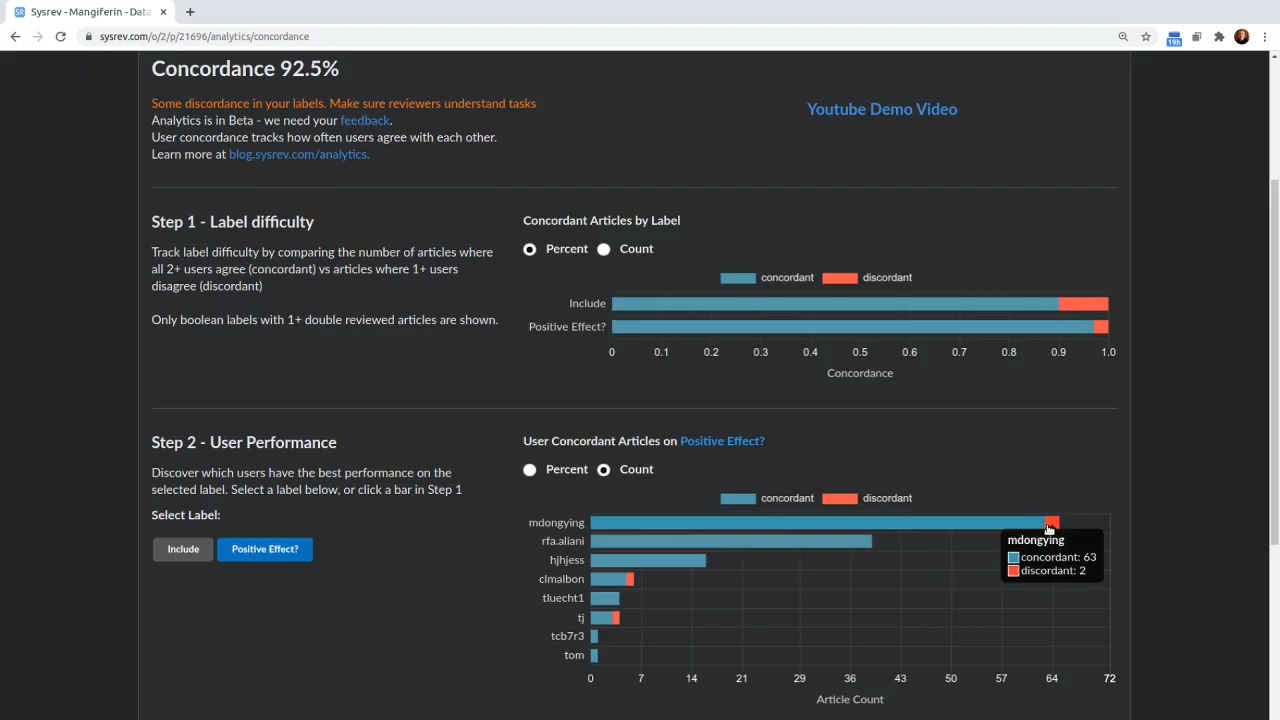 Sysrev - Mangiferin - Data
sysrev.com/o/2/p/21696/analytics/concordance
19h
Concordance 92.5%
Some discordance in your labels. Make sure reviewers understand tasks
Analytics is in Beta - we need your feedback.
User concordance tracks how often users agree with each other.
Learn more at blog.sysrev.com/analytics.
Youtube Demo Video
Step 1 - Label difficulty
Track label difficulty by comparing the number of articles where
all 2+ users agree (concordant) vs articles where 1+ users
disagree (discordant)
Only boolean labels with 1+ double reviewed articles are shown.
Concordant Articles by Label
Percent Count
concordant discordant
Include
Positive Effect?
0 0.1 0.2 0.3 0.4 0.5 0.6 0.7 0.8 0.9 1.0
Concordance
Step 2 - User Performance
Discover which users have the best performance on the
selected label. Select a label below, or click a bar in Step 1
Select Label:
Include Positive Effect?
User Concordant Articles on Positive Effect?
Percent Count
concordant discordant
mdongying
rfa.aliani
hjhjess
clmalbon
tluecht1
tj
tcb7r3
tom
mdongying
concordant: 63
discordant: 2
0 7 14 21 29 36 43 50 57 64 72
Article Count